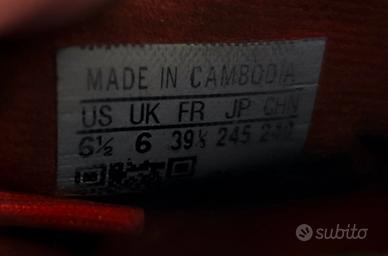 MADE IN CAMBODIA
US UK FR JP CHN
6½ 6 39⅓ 245 240
subito